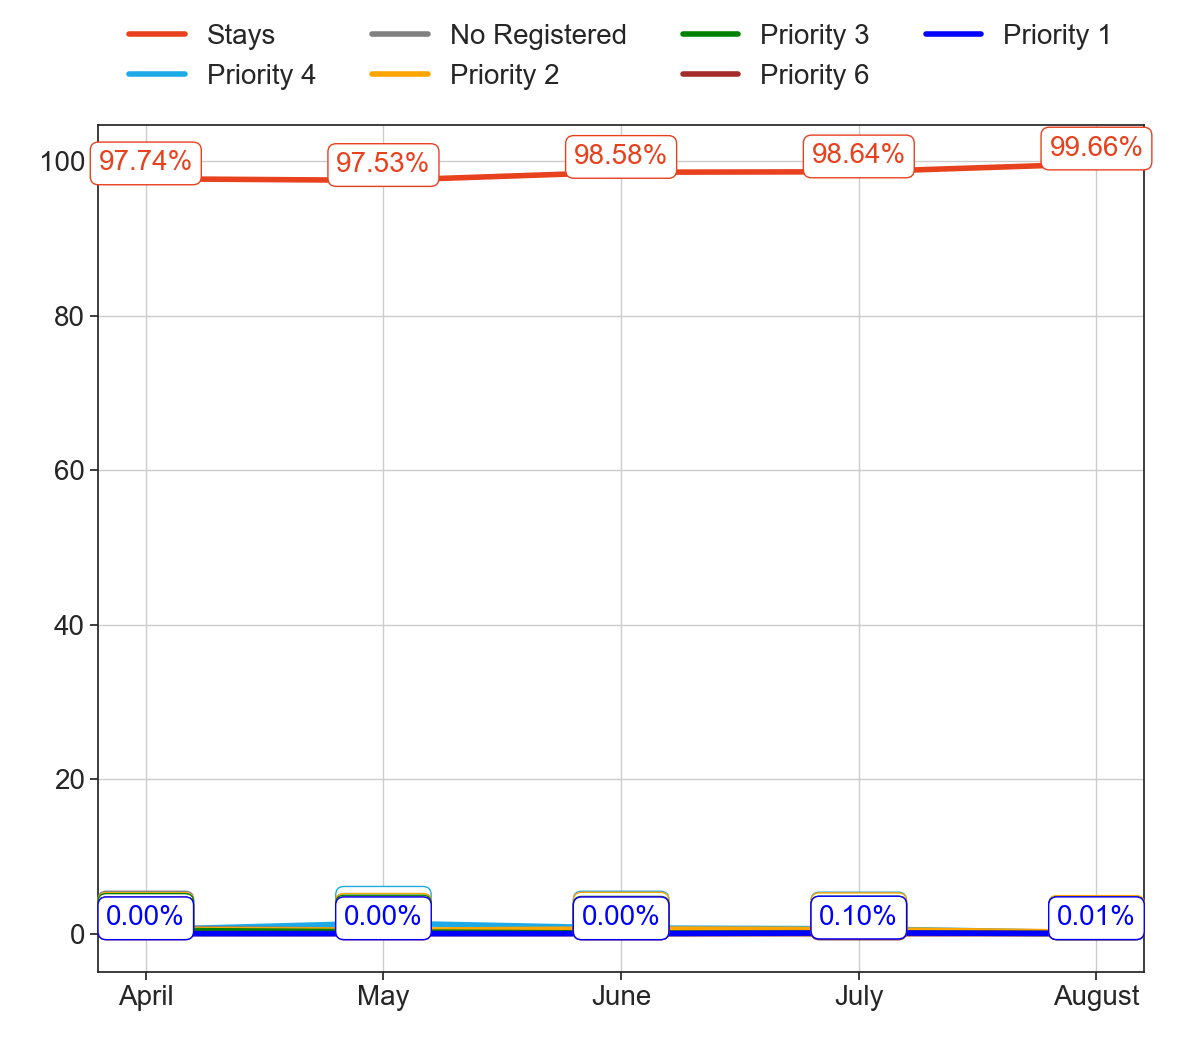 Stays No Registered Priority 3 Priority 1
Priority 4 Priority 2 Priority 6
100 97.74% 97.53% 98.58% 98.64% 99.66%
80
60
40
20
0 0.00% 0.00% 0.00% 0.10% 0.01%
April May June July August